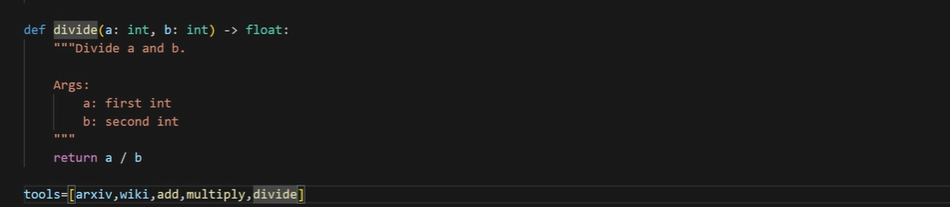 def divide(a: int, b: int) -> float:
    """Divide a and b.
    Args:
        a: first int
        b: second int
    """
    return a / b
tools=[arxiv,wiki,add,multiply,divide]